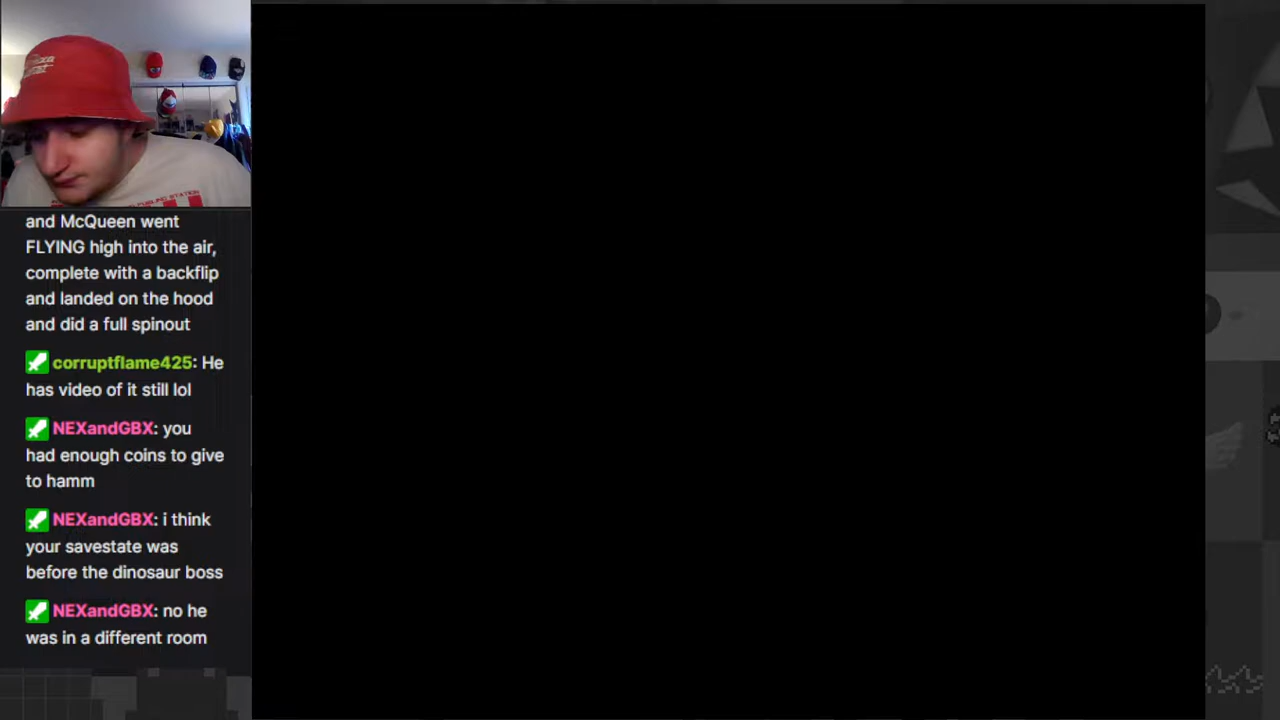 and McQueen went
FLYING high into the air,
complete with a backflip
and landed on the hood
and did a full spinout
corruptflame425: He
has video of it still lol
NEXandGBX: you
had enough coins to give
to hamm
NEXandGBX: i think
your savestate was
before the dinosaur boss
NEXandGBX: no he
was in a different room